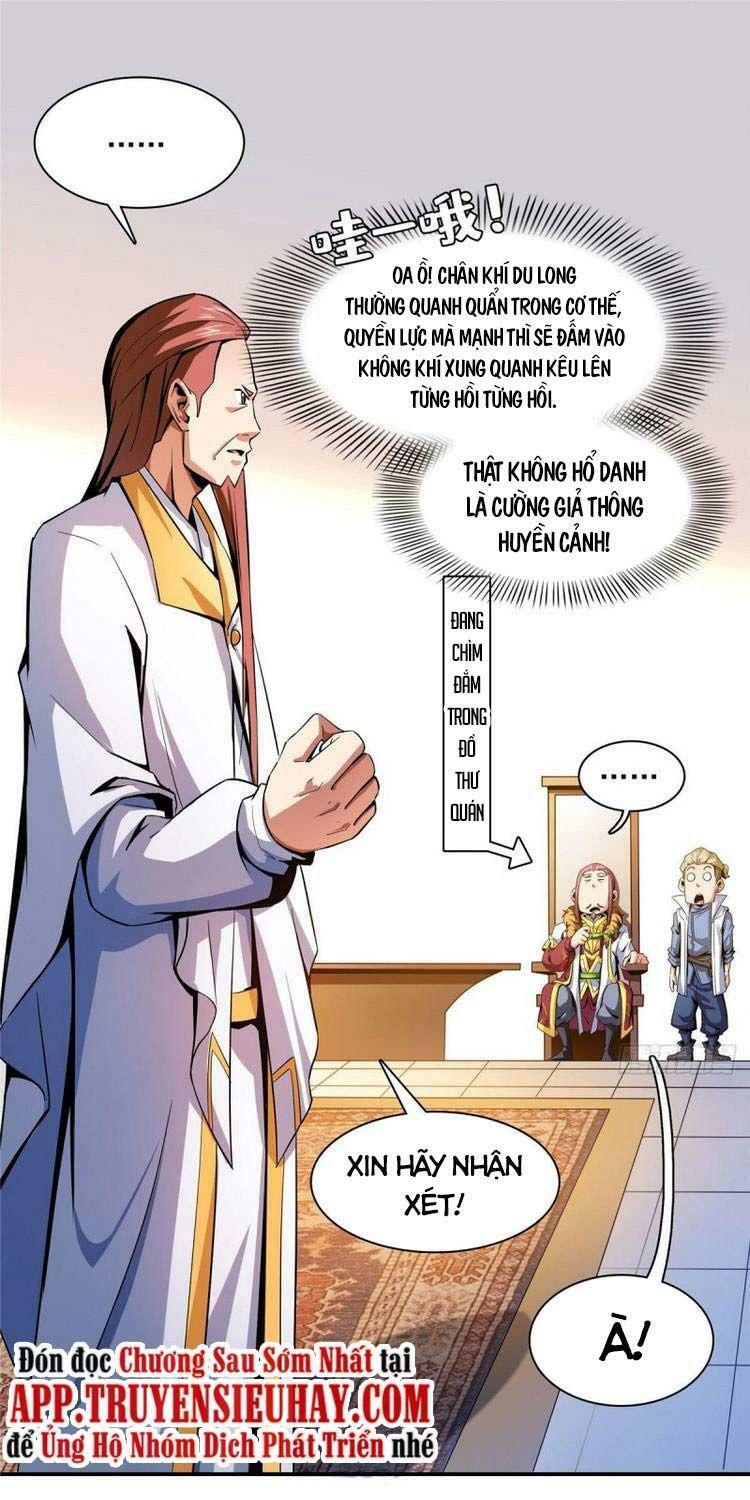 ......
哇一哦!
OA Ồ! CHÂN KHÍ DU LONG
THƯỜNG QUANH QUẨN TRONG CƠ THẾ,
QUYỀN LỰC MÀ MẠNH THÌ SẼ ĐẤM VÀO
KHÔNG KHÍ XUNG QUANH KÊU LÊN
TỪNG HỒI TỪNG HỒI.
THẬT KHÔNG HỔ DANH
LÀ CƯỜNG GIẢ THÔNG
HUYỀN CẢNH!
ĐANG
CHÌM
ĐẮM
TRONG
ĐỒ
THƯ
QUÁN
......
XIN HÃY NHẬN
XÉT!
À!
Đón đọc Chương Sau Sớm Nhất tại
APP.TRUYENSIEUHAY.COM
để Ủng Hộ Nhóm Dịch Phát Triển nhé